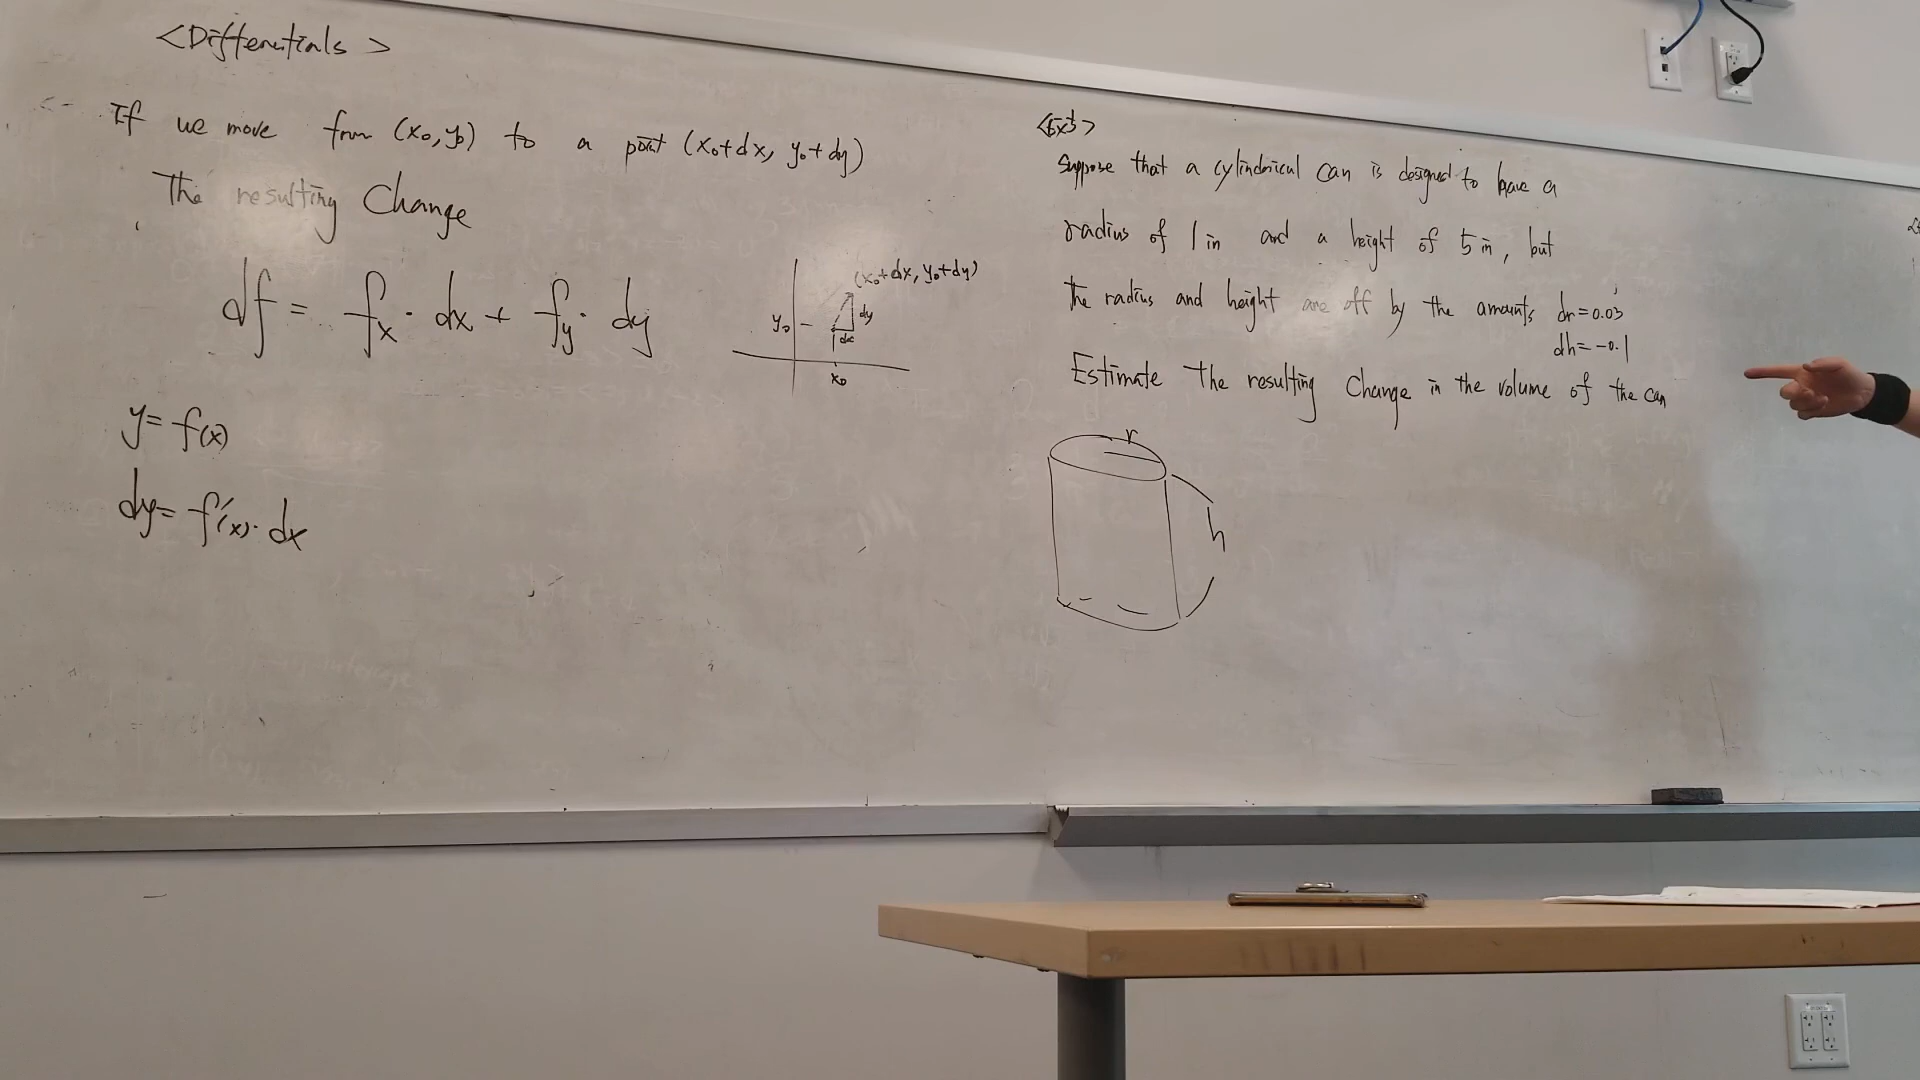 <Differentials>
If we move from (x₀, y₀) to a point (x₀+dx, y₀+dy)
The resulting Change
df = fₓ · dx + f_y · dy
(x₀+dx, y₀+dy)
y₀
dy
dx
x₀
y = f(x)
dy = f'(x) · dx
Suppose that a cylindrical can is designed to have a
radius of 1 in and a height of 5 in, but
the radius and height are off by the amounts dr = 0.03
dh = -0.1
Estimate the resulting Change in the volume of the can
r
h